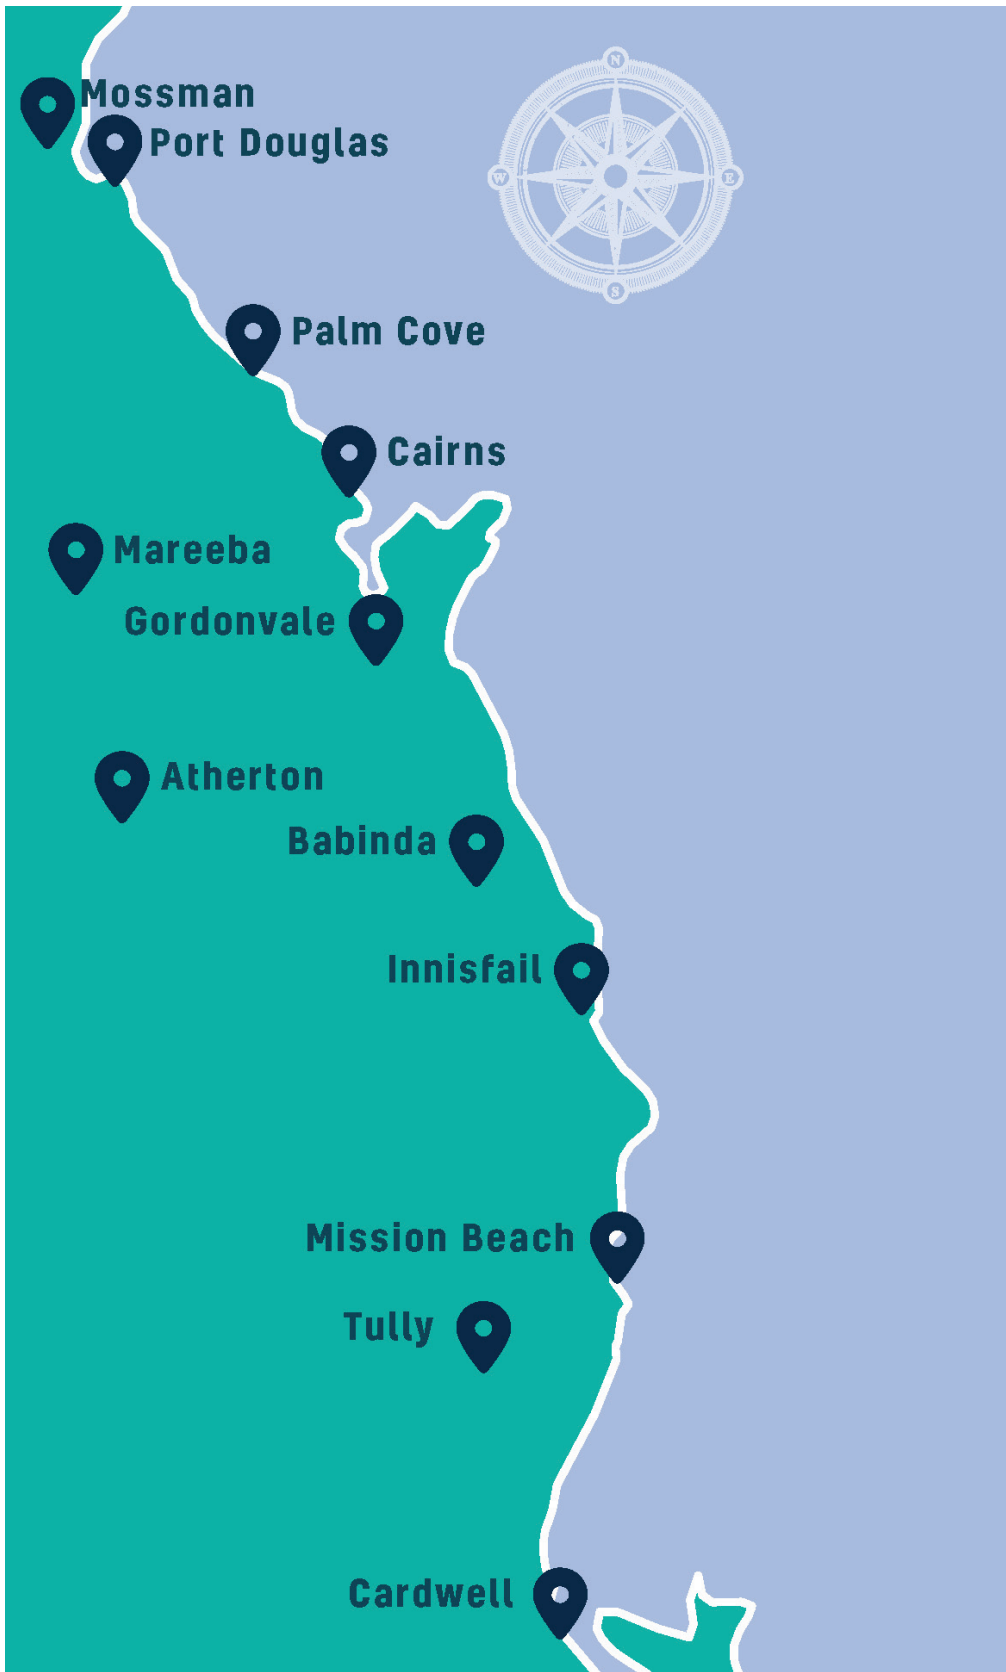 N
Mossman
Port Douglas
W
E
S
Palm Cove
Cairns
Mareeba
Gordonvale
Atherton
Babinda
Innisfail
Mission Beach
Tully
Cardwell